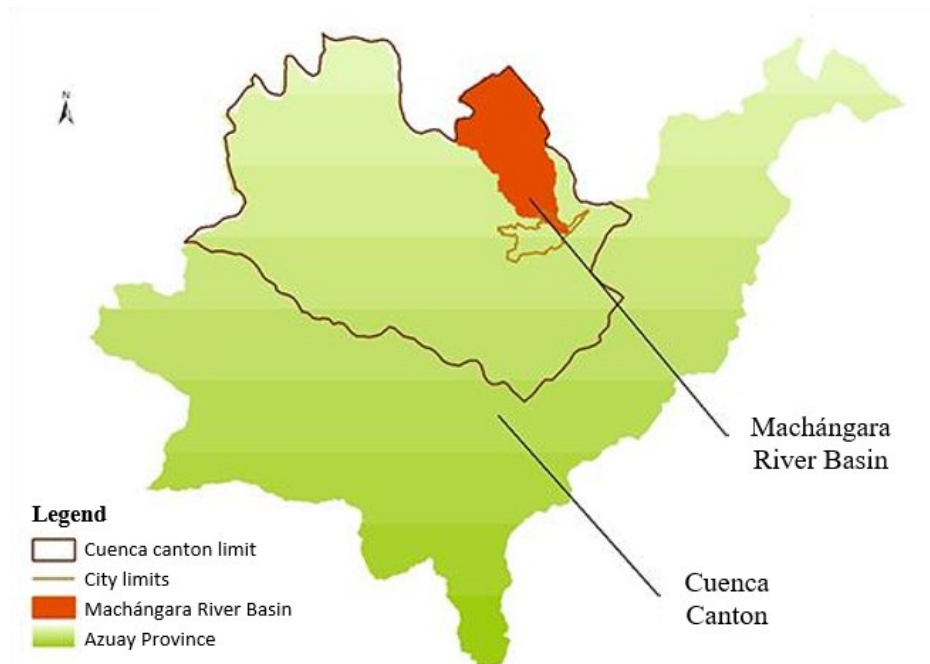 N
Machángara
River Basin
Legend
Cuenca canton limit
City limits
Machángara River Basin
Azuay Province
Cuenca
Canton